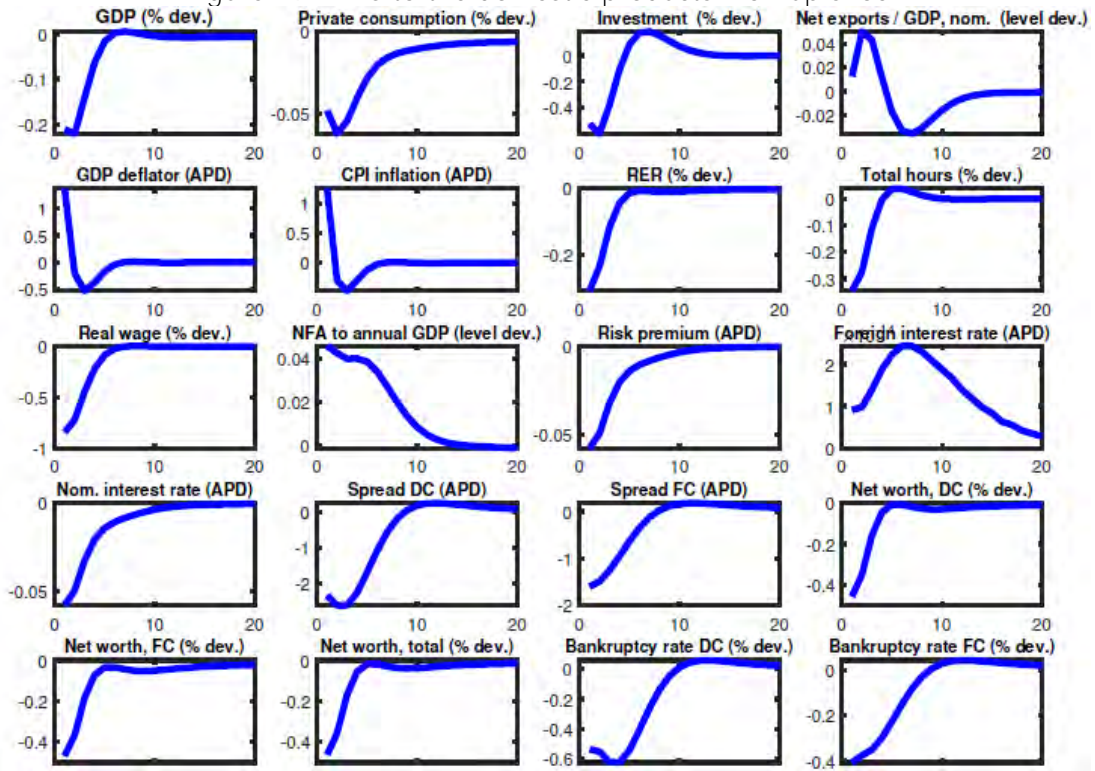 GDP (% dev.)
Private consumption (% dev.)
Investment (% dev.)
Net exports / GDP, nom. (level dev.)
0
-0.1
-0.2
0 10 20
0
-0.05
0 10 20
0
-0.2
-0.4
0 10 20
0.04
0.02
0
-0.02
0 10 20
GDP deflator (APD)
CPI inflation (APD)
RER (% dev.)
Total hours (% dev.)
1
0.5
0
-0.5
0 10 20
1
0.5
0
0 10 20
0
-0.2
0 10 20
0
-0.1
-0.2
-0.3
0 10 20
Real wage (% dev.)
NFA to annual GDP (level dev.)
Risk premium (APD)
Foreign interest rate (APD)
0
-0.5
-1
0 10 20
0.04
0.02
0
0 10 20
0
-0.05
0 10 20
2
1
0
0 10 20
Nom. interest rate (APD)
Spread DC (APD)
Spread FC (APD)
Net worth, DC (% dev.)
0
-0.05
0 10 20
0
-1
-2
0 10 20
0
-1
-2
0 10 20
0
-0.2
-0.4
0 10 20
Net worth, FC (% dev.)
Net worth, total (% dev.)
Bankruptcy rate DC (% dev.)
Bankruptcy rate FC (% dev.)
0
-0.2
-0.4
0
-0.2
-0.4
0
-0.2
-0.4
-0.6
0
-0.2
-0.4